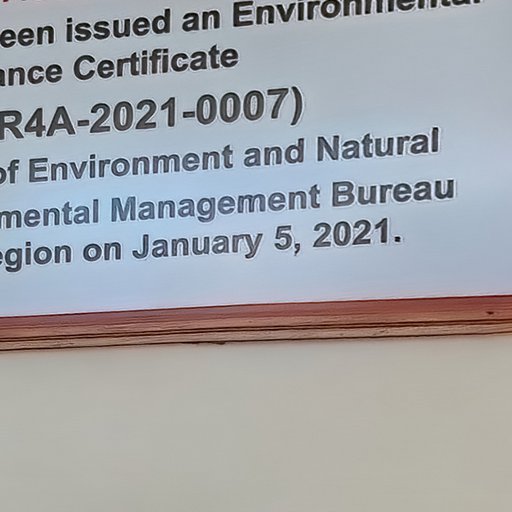 een issued an Environmental
ance Certificate
R4A-2021-0007)
of Environment and Natural
mental Management Bureau
egion on January 5, 2021.